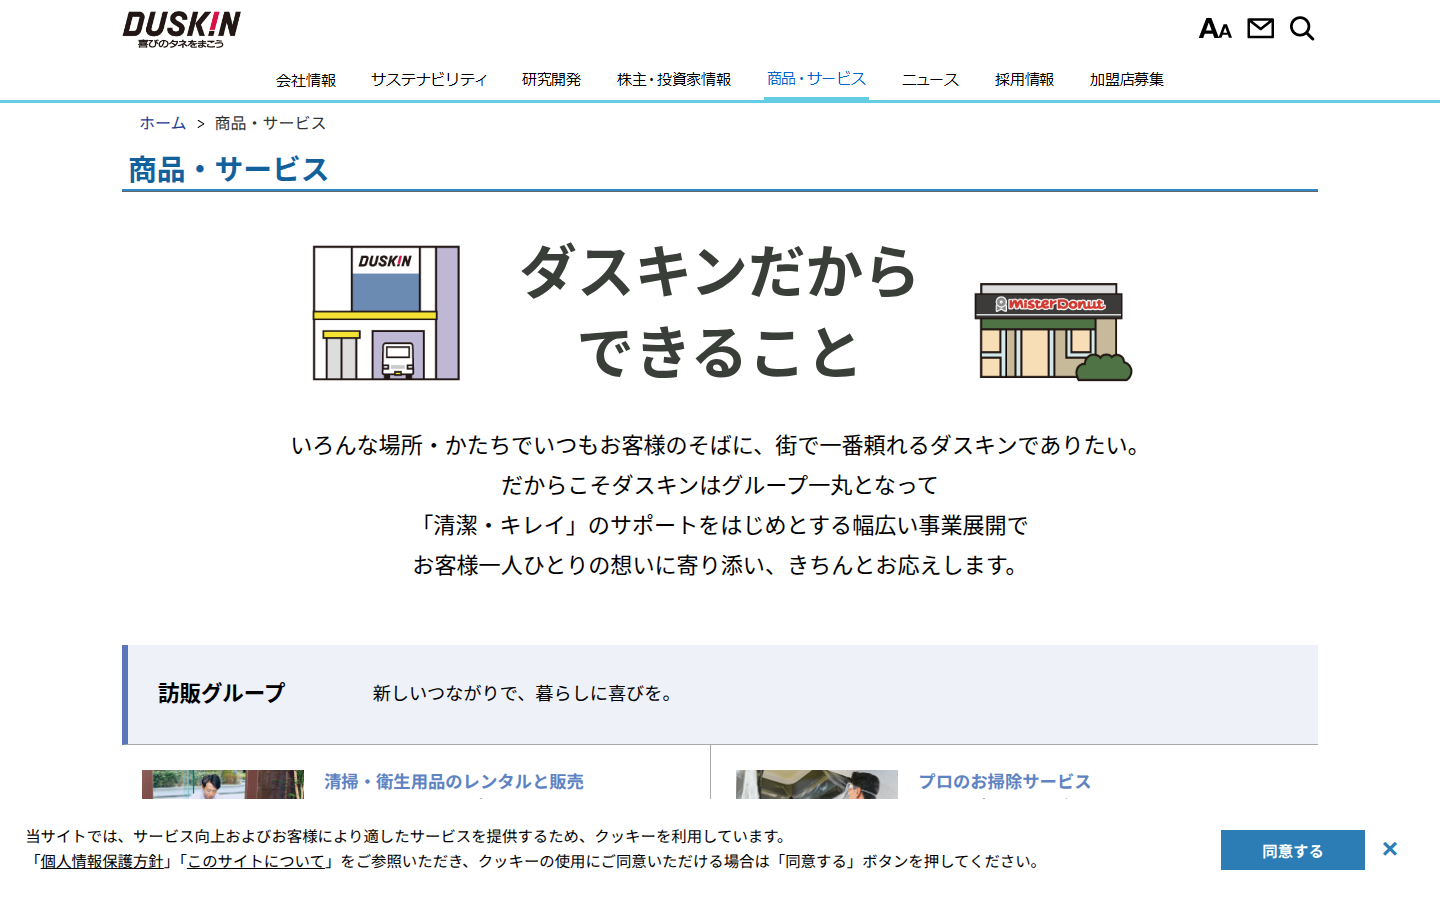 DUSKIN
喜びのタネをまこう
AA
会社情報 サステナビリティ 研究開発 株主・投資家情報 商品・サービス ニュース 採用情報 加盟店募集
ホーム > 商品・サービス
商品・サービス
DUSKIN
ダスキンだから
mister Donut
できること
いろんな場所・かたちでいつもお客様のそばに、街で一番頼れるダスキンでありたい。
だからこそダスキンはグループ一丸となって
「清潔・キレイ」のサポートをはじめとする幅広い事業展開で
お客様一人ひとりの想いに寄り添い、きちんとお応えします。
訪販グループ 新しいつながりで、暮らしに喜びを。
清掃・衛生用品のレンタルと販売 プロのお掃除サービス
当サイトでは、サービス向上およびお客様により適したサービスを提供するため、クッキーを利用しています。
「個人情報保護方針」「このサイトについて」をご参照いただき、クッキーの使用にご同意いただける場合は「同意する」ボタンを押してください。
同意する ×